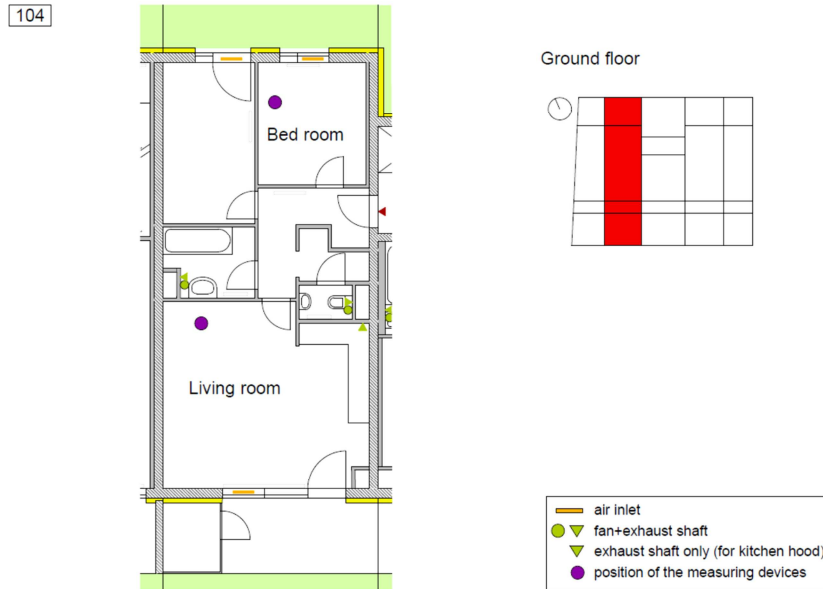 104
Ground floor
Bed room
Living room
air inlet
fan+exhaust shaft
exhaust shaft only (for kitchen hood)
position of the measuring devices